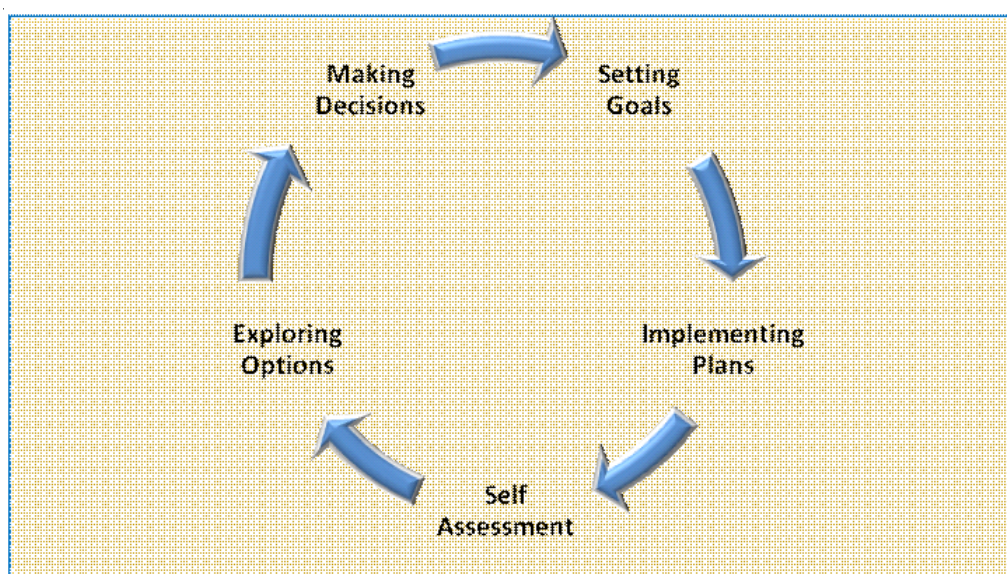 Making
Decisions
Setting
Goals
Implementing
Plans
Self
Assessment
Exploring
Options